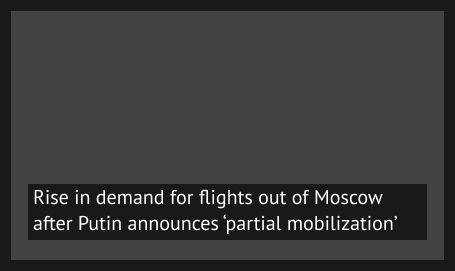 Rise in demand for flights out of Moscow
after Putin announces ‘partial mobilization’